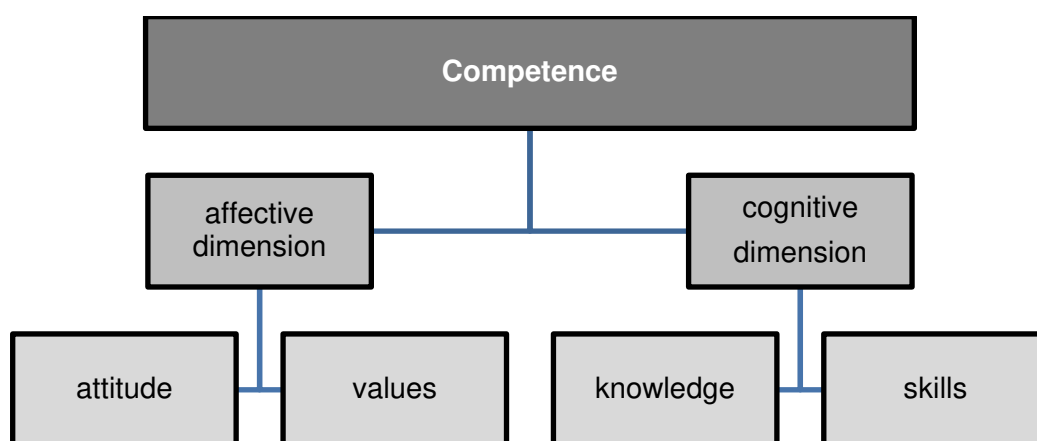 Competence
affective
dimension
cognitive
dimension
attitude
values
knowledge
skills